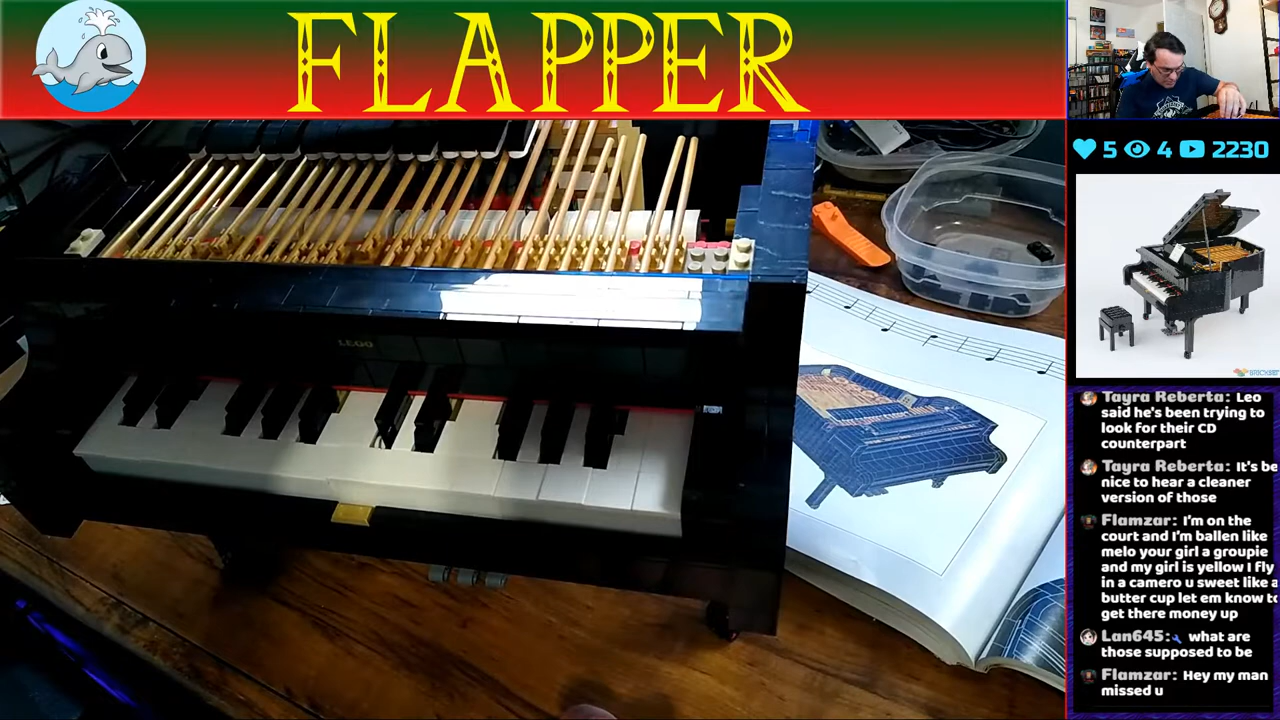 FLAPPER
5 4 2230
LEGO
Tayra Roberta: Leo
said he's been trying to
look for their CD
counterpart
Tayra Roberta: It's be
nice to hear a cleaner
version of those
Flamzar: I'm on the
court and I'm ballen like
melo your girl a groupie
and my girl is yellow I fly
in a camero u sweet like a
butter cup let em know to
get there money up
Lan645: what are
those supposed to be
Flamzar: Hey my man
missed u